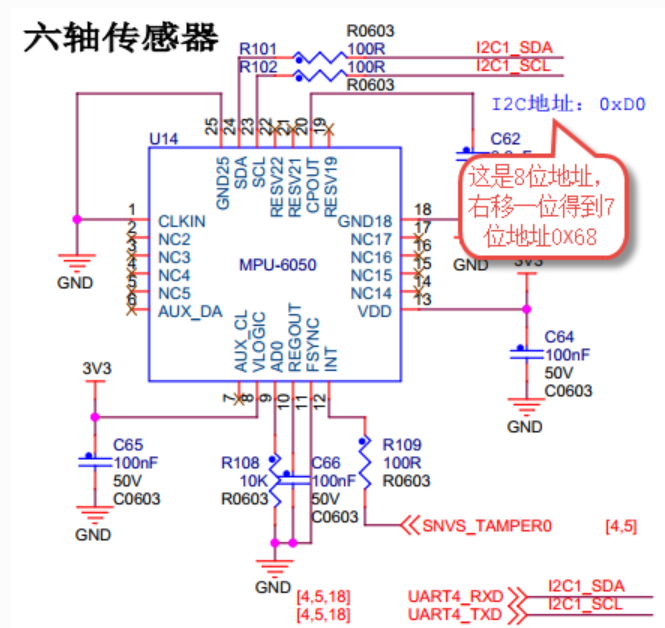 六轴传感器
R0603
R101
100R
I2C1_SDA
R102
100R
I2C1_SCL
R0603
I2C地址：0xD0
25
24
23
22
21
20
19
U14
C62
这是8位地址，
右移一位得到7
位地址0X68
GND25
SDA
SCL
RESV22
RESV21
CPOUT
RESV19
1
CLKIN
GND18
18
2
NC2
NC17
17
3
NC3
NC16
16
4
NC4
MPU-6050
NC15
15
5
NC5
NC14
14
6
AUX_DA
VDD
13
GND
GND
3V3
AUX_CL
VLOGIC
AD0
REGOUT
FSYNC
INT
7
8
9
10
11
12
C64
100nF
50V
C0603
GND
3V3
C65
100nF
50V
C0603
GND
R108
10K
R0603
C66
100nF
50V
C0603
R109
100R
R0603
SNVS_TAMPER0
[4,5]
GND
[4,5,18]
UART4_RXD
I2C1_SDA
[4,5,18]
UART4_TXD
I2C1_SCL